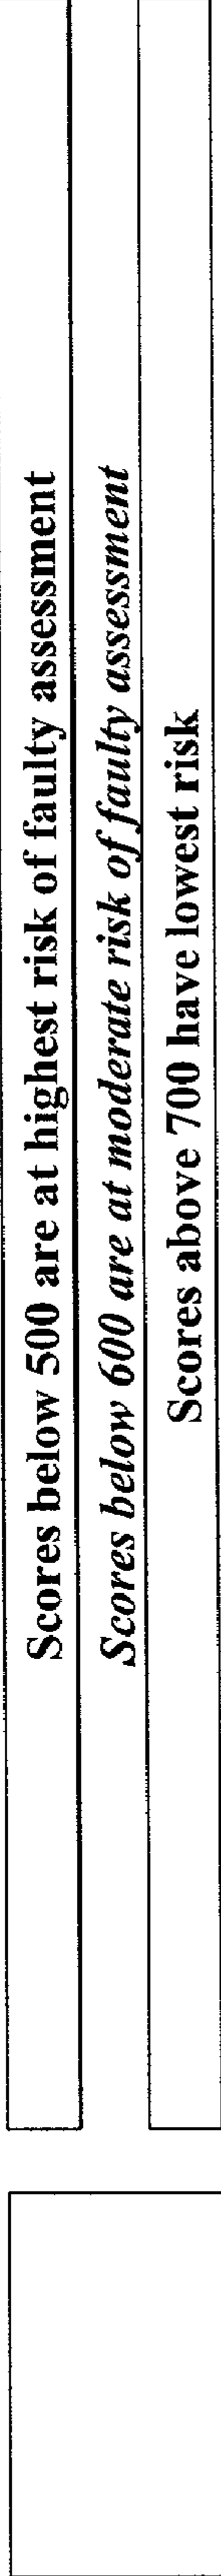 Scores below 500 are at highest risk of faulty assessment
Scores below 600 are at moderate risk of faulty assessment
Scores above 700 have lowest risk